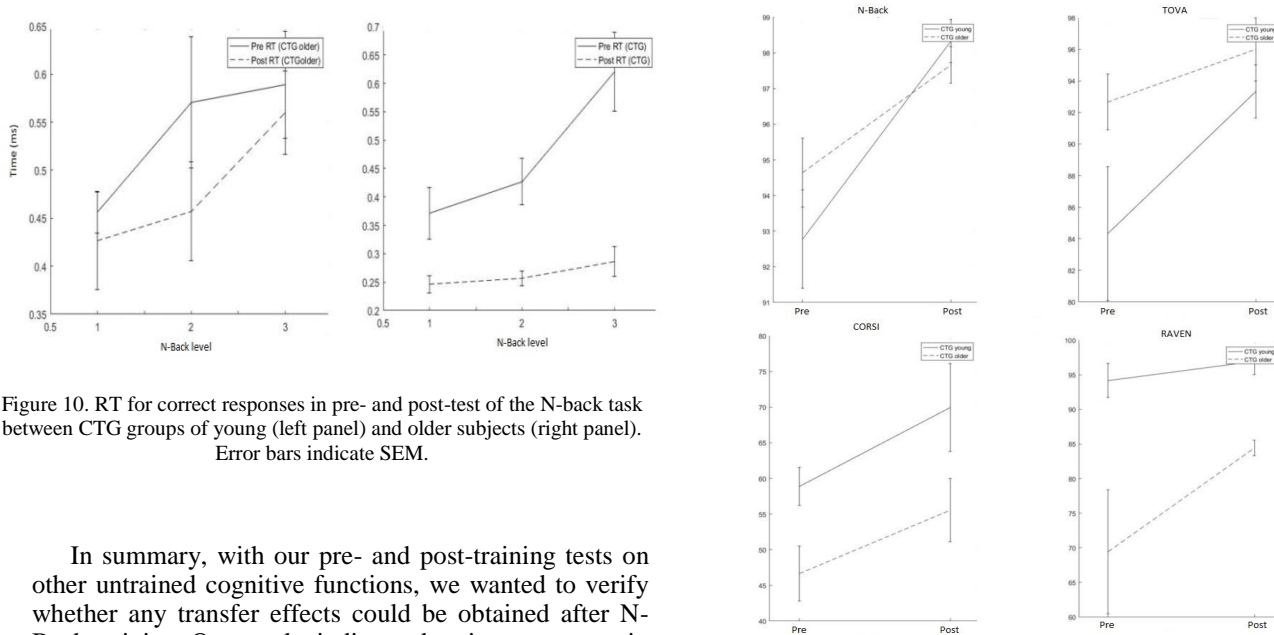 0.65
0.6
0.55
0.5
0.45
0.4
0.35
Time (ms)
Pre RT (CTG older)
Post RT (CTGolder)
0.5
1
2
3
N-Back level
0.7
0.6
0.5
0.4
0.35
0.3
0.25
0.2
Pre RT (CTG)
Post RT (CTG)
0.5
1
2
3
N-Back level
Figure 10. RT for correct responses in pre- and post-test of the N-back task
between CTG groups of young (left panel) and older subjects (right panel).
Error bars indicate SEM.
In summary, with our pre- and post-training tests on
other untrained cognitive functions, we wanted to verify
whether any transfer effects could be obtained after N-
N-Back
99
98
97
96
95
94
93
92
91
CTG young
CTG older
Pre
Post
TOVA
98
96
94
92
90
88
86
84
82
80
CTG young
CTG older
Pre
Post
CORSI
80
75
70
65
60
55
50
45
40
CTG young
CTG older
Pre
Post
RAVEN
100
95
90
85
80
75
70
65
60
CTG young
CTG older
Pre
Post